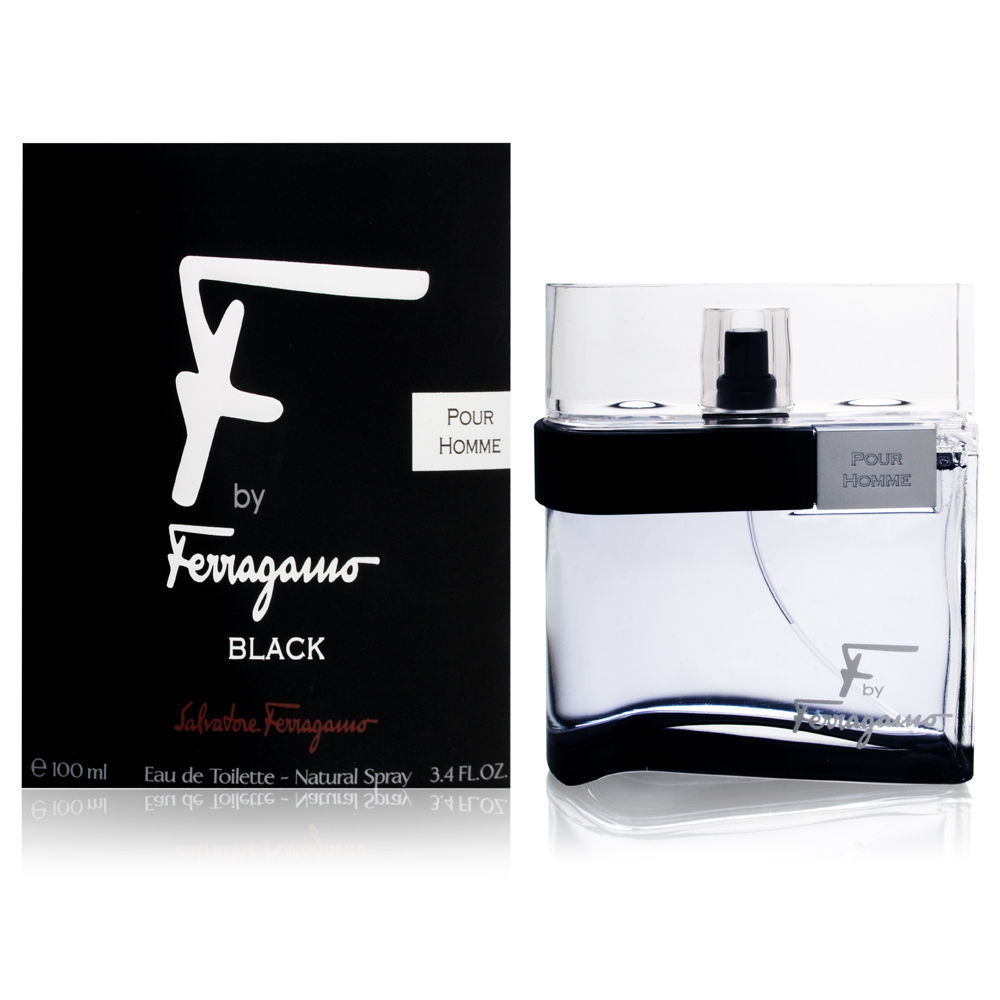 F
by
Ferragamo
BLACK
POUR
HOMME
Salvatore Ferragamo
e 100 ml Eau de Toilette - Natural Spray 3.4 FL.OZ.
POUR
HOMME
F
by
Ferragamo